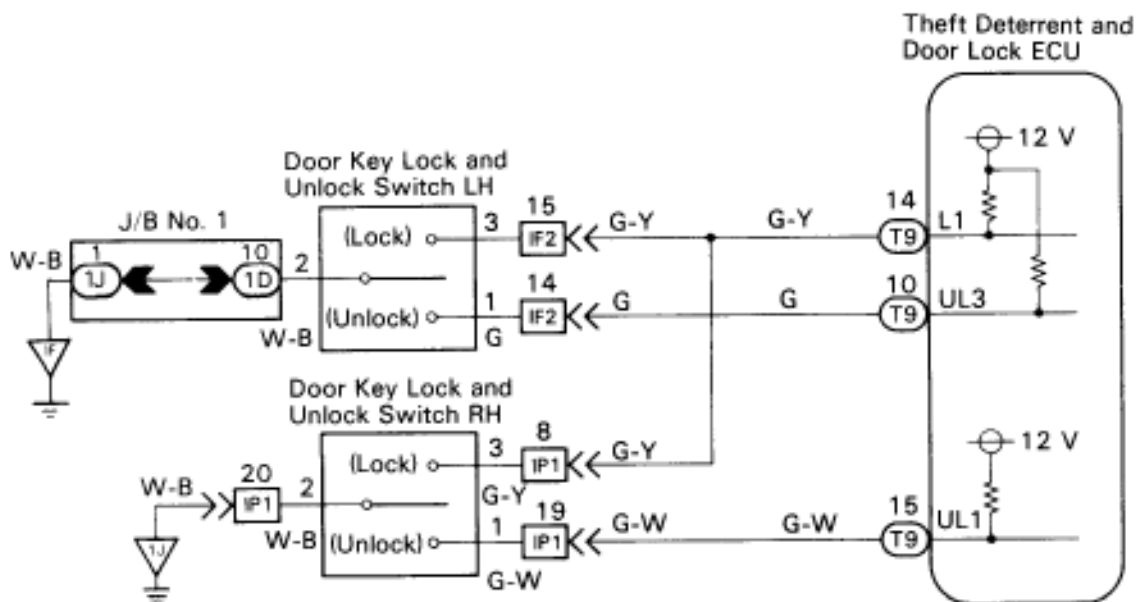 Theft Deterrent and
Door Lock ECU
12 V
Door Key Lock and
Unlock Switch LH
J/B No. 1
W-B
1
1J
10
1D
2
(Lock)
3
15
IF2
G-Y
G-Y
14
T9
L1
(Unlock)
W-B
1
G
14
IF2
G
G
10
T9
UL3
IF
Door Key Lock and
Unlock Switch RH
12 V
W-B
20
IP1
2
(Lock)
3
G-Y
8
IP1
G-Y
W-B
(Unlock)
1
G-W
19
IP1
G-W
G-W
15
T9
UL1
1J